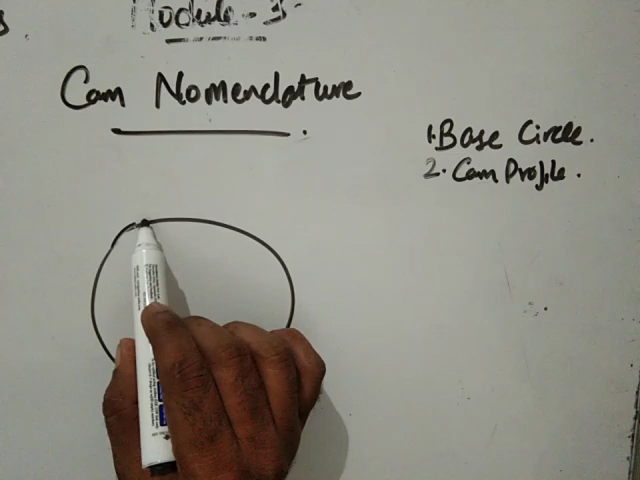 Module-3
Cam Nomenclature
1. Base Circle.
2. Cam Profile.